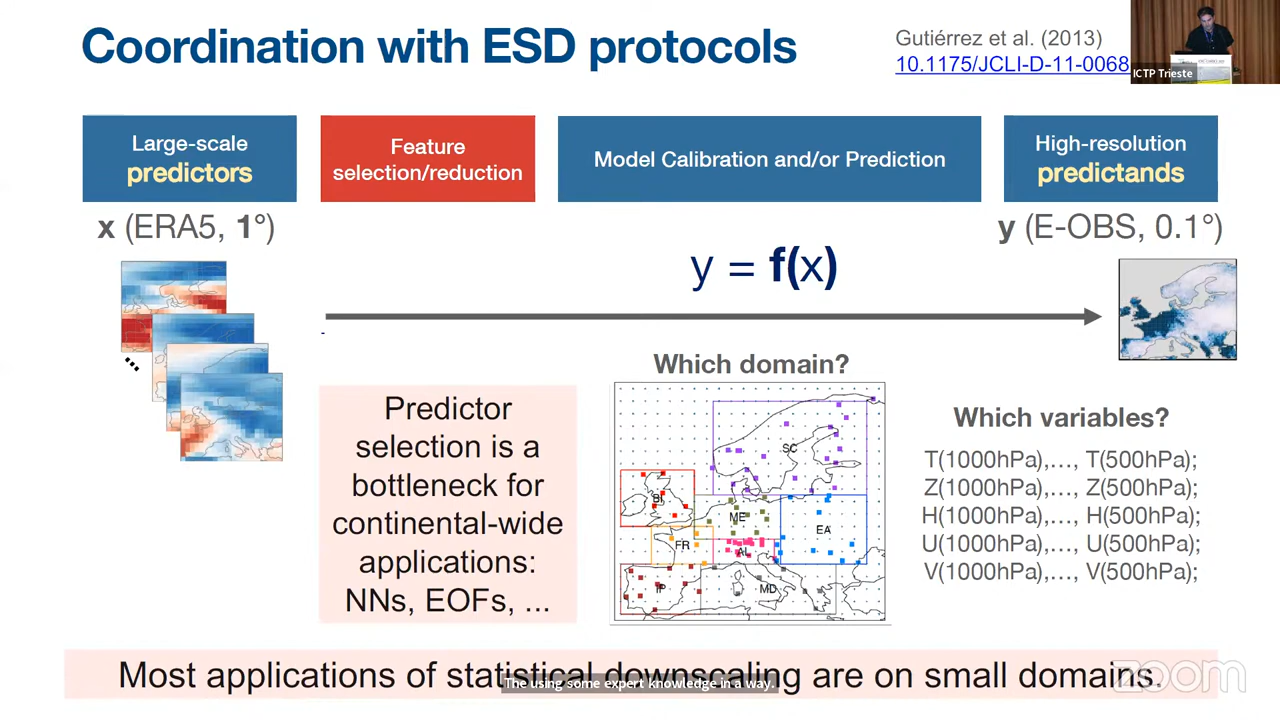 Coordination with ESD protocols
Gutiérrez et al. (2013)
10.1175/JCLI-D-11-0068
ICTP Trieste
Large-scale
predictors
Feature
selection/reduction
Model Calibration and/or Prediction
High-resolution
predictands
x (ERA5, 1°)
y (E-OBS, 0.1°)
y = f(x)
Which domain?
Predictor
selection is a
bottleneck for
continental-wide
applications:
NNs, EOFs, ...
SC
BI
ME
EA
FR
AL
IP
MD
Which variables?
T(1000hPa),…, T(500hPa);
Z(1000hPa),…, Z(500hPa);
H(1000hPa),…, H(500hPa);
U(1000hPa),…, U(500hPa);
V(1000hPa),…, V(500hPa);
Most applications of statistical downscaling are on small domains.
The using some expert knowledge in a way.
zoom